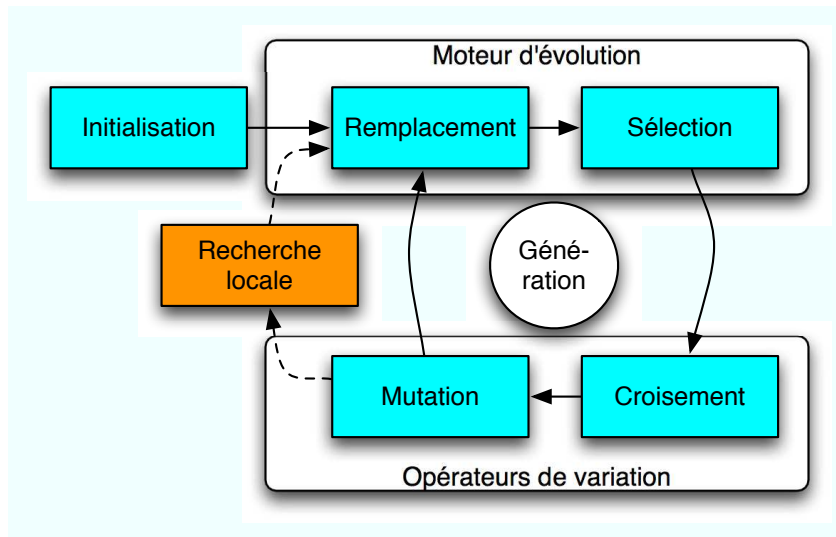 Moteur d'évolution
Initialisation
Remplacement
Sélection
Recherche
locale
Géné-
ration
Mutation
Croisement
Opérateurs de variation